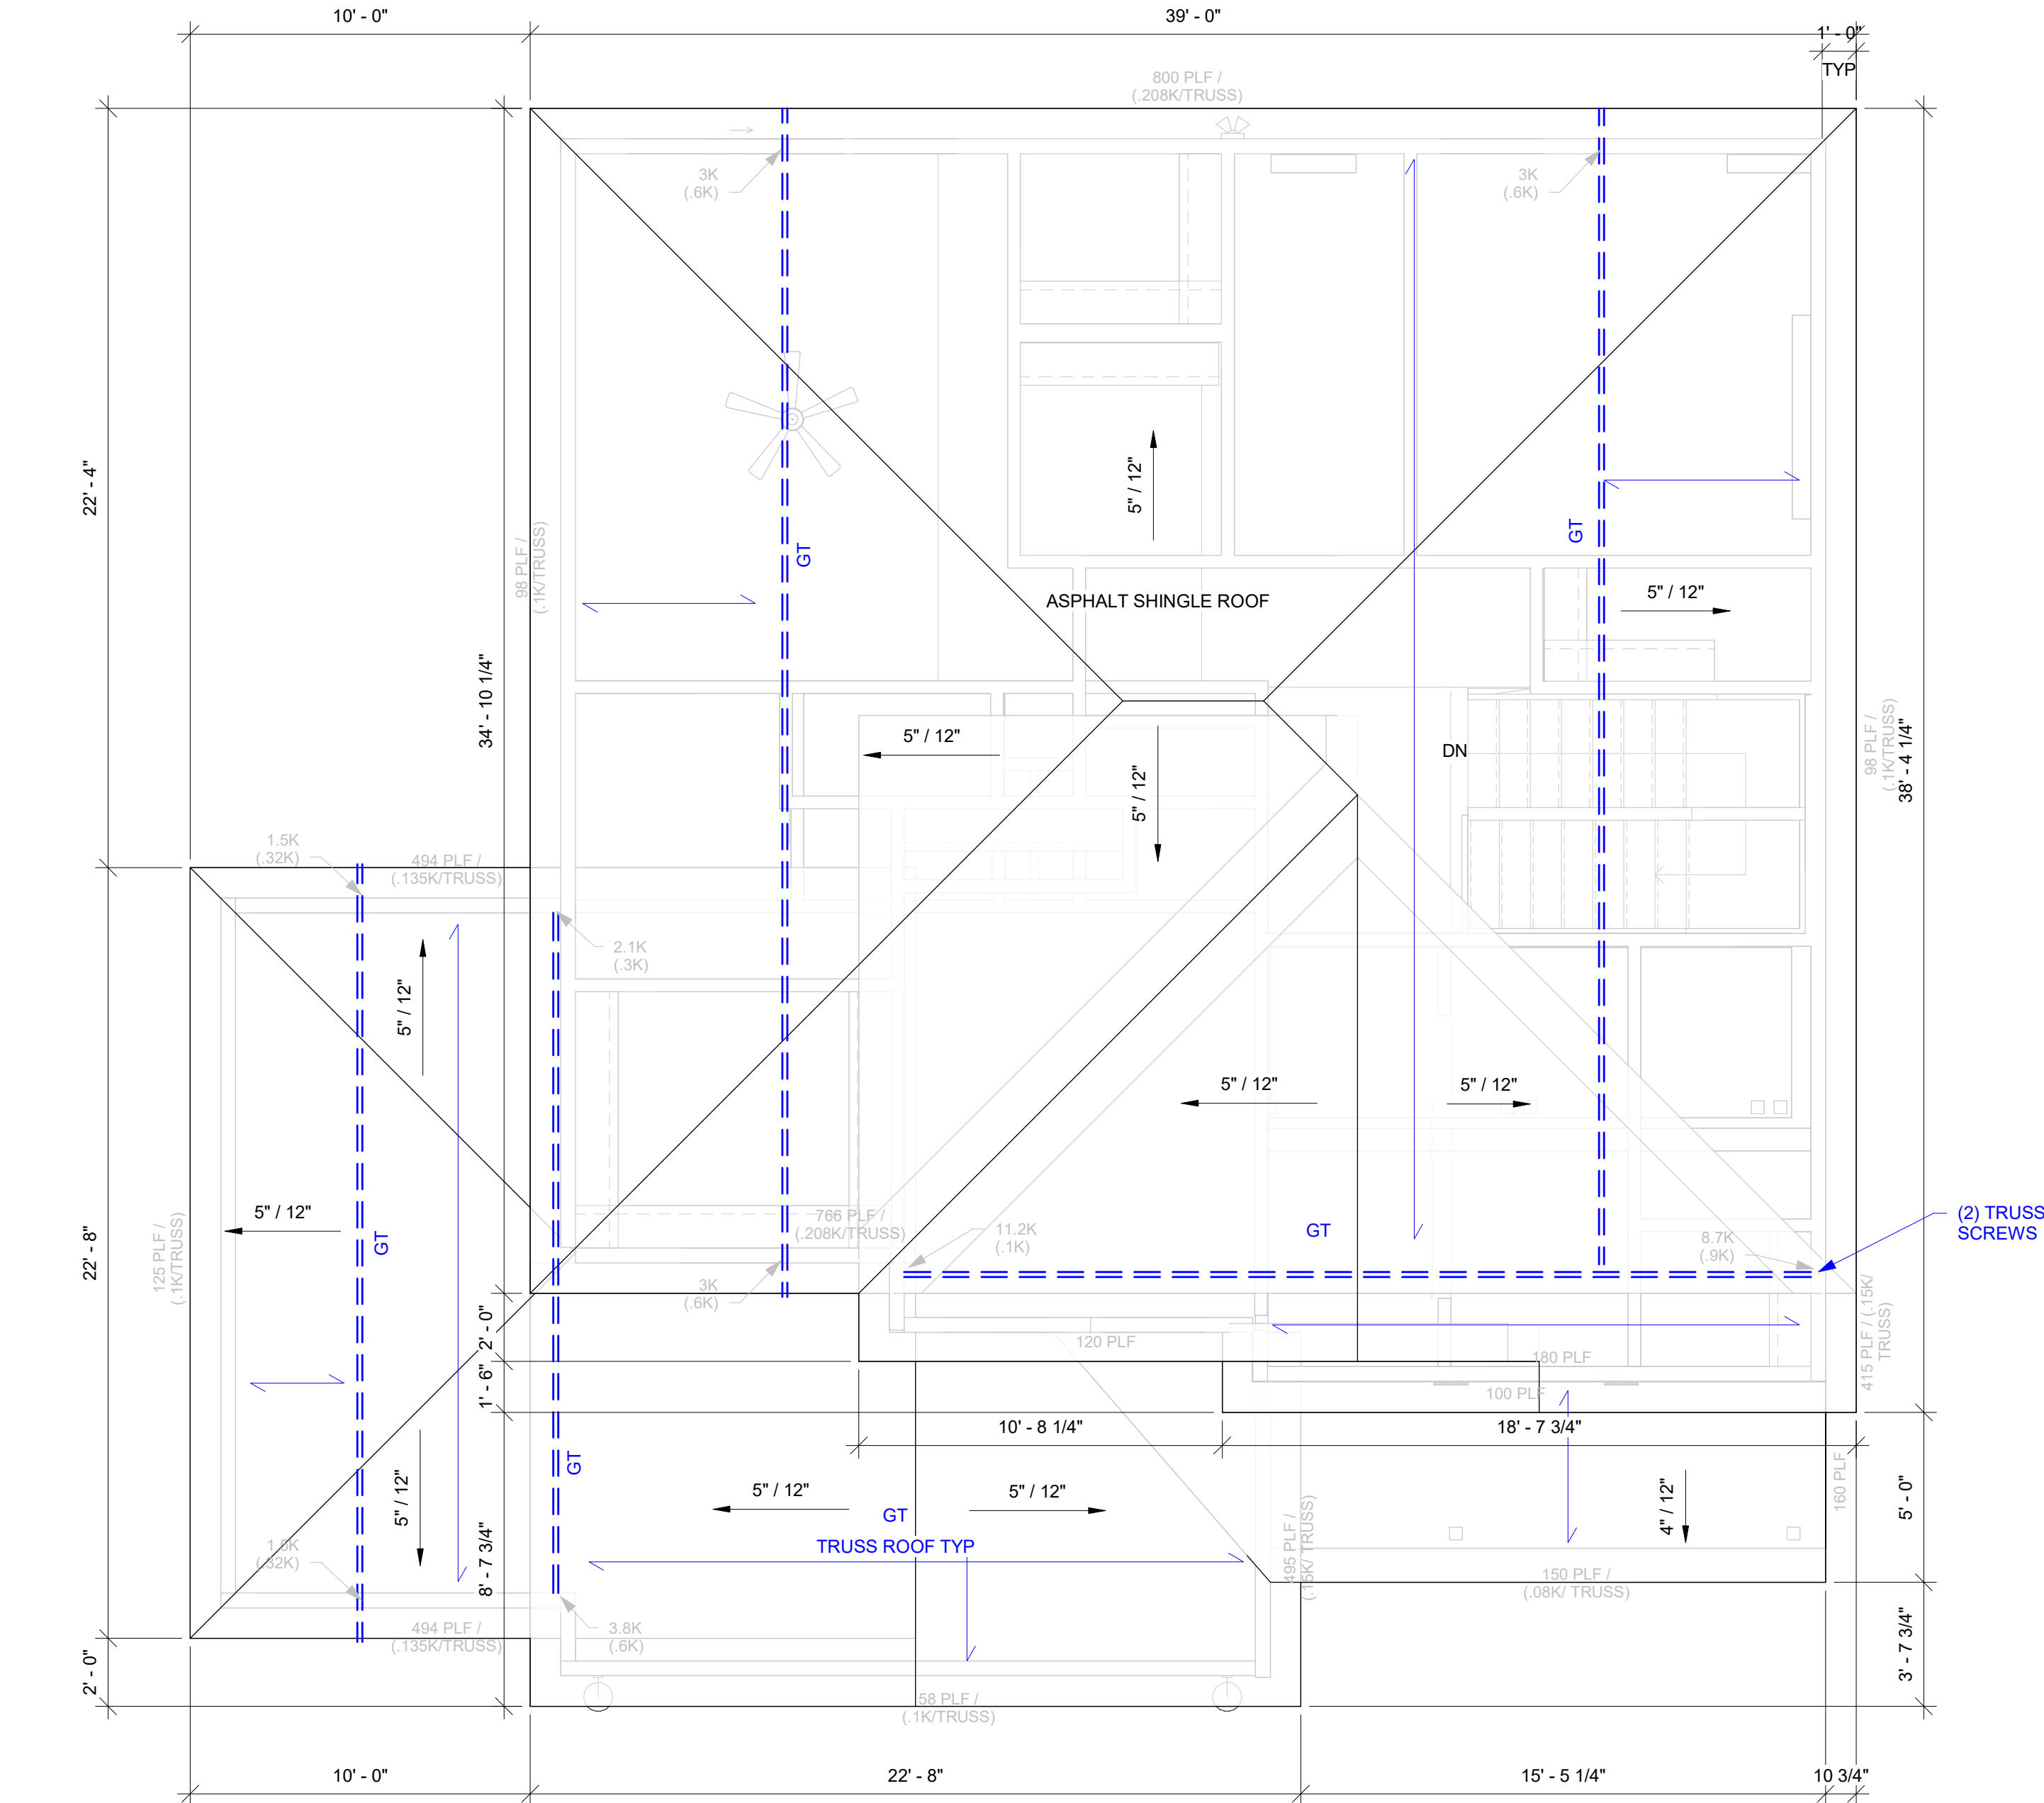 10' - 0"
39' - 0"
1' - 0"
TYP
800 PLF /
(.208K/TRUSS)
3K
(.6K)
3K
(.6K)
22' - 4"
34' - 10 1/4"
98 PLF /
(.1K/TRUSS)
GT
GT
5" / 12"
ASPHALT SHINGLE ROOF
5" / 12"
5" / 12"
5" / 12"
DN
98 PLF /
(.1K/TRUSS)
38' - 4 1/4"
1.5K
(.32K)
494 PLF /
(.135K/TRUSS)
2.1K
(.3K)
5" / 12"
5" / 12"
5" / 12"
22' - 8"
125 PLF /
(.1K/TRUSS)
5" / 12"
GT
766 PLF /
(.208K/TRUSS)
11.2K
(.1K)
GT
8.7K
(.9K)
(2) TRUSS
SCREWS
3K
(.6K)
2' - 0"
1' - 6"
120 PLF
180 PLF
100 PLF
415 PLF / (.15K/
TRUSS)
10' - 8 1/4"
18' - 7 3/4"
GT
5" / 12"
5" / 12"
5" / 12"
4" / 12"
160 PLF
5' - 0"
GT
TRUSS ROOF TYP
1.5K
(.32K)
8' - 7 3/4"
495 PLF /
(.15K/ TRUSS)
150 PLF /
(.08K/ TRUSS)
494 PLF /
(.135K/TRUSS)
3.8K
(.6K)
2' - 0"
3' - 7 3/4"
58 PLF /
(.1K/TRUSS)
10' - 0"
22' - 8"
15' - 5 1/4"
10 3/4"